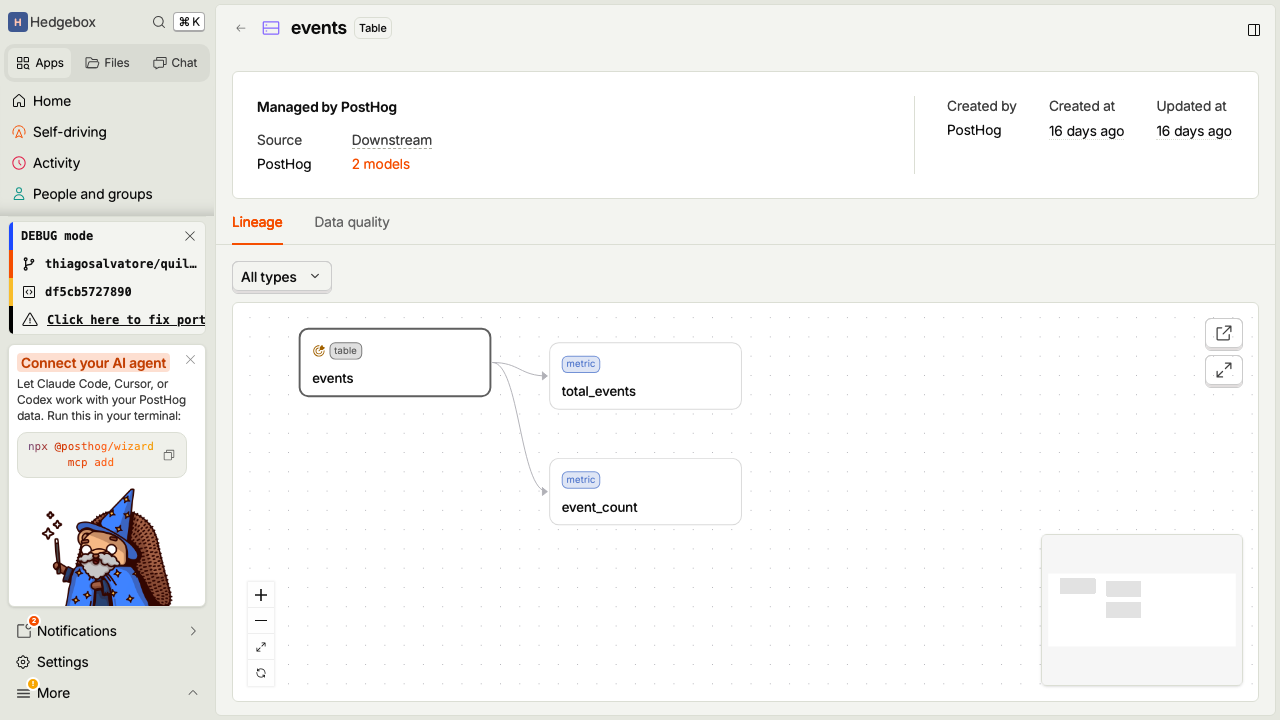 H Hedgebox ⌘ K
Apps Files Chat
Home
Self-driving
Activity
People and groups
DEBUG mode
thiagosalvatore/quil…
df5cb5727890
Click here to fix port
Connect your AI agent
Let Claude Code, Cursor, or
Codex work with your PostHog
data. Run this in your terminal:
npx @posthog/wizard
mcp add
2
Notifications
Settings
!
More
events Table
Managed by PostHog
Source Downstream
PostHog 2 models
Created by Created at Updated at
PostHog 16 days ago 16 days ago
Lineage Data quality
All types
table
events
metric
total_events
metric
event_count